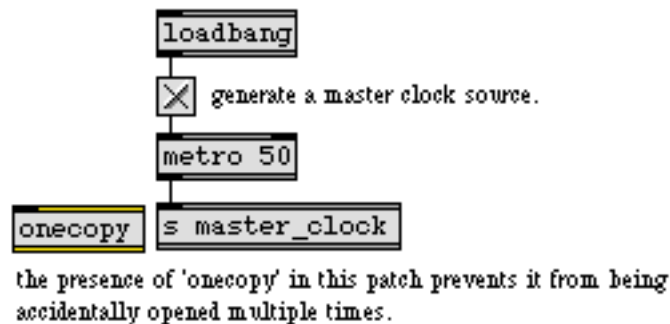 loadbang
generate a master clock source.
metro 50
onecopy
s master_clock
the presence of 'onecopy' in this patch prevents it from being
accidentally opened multiple times.